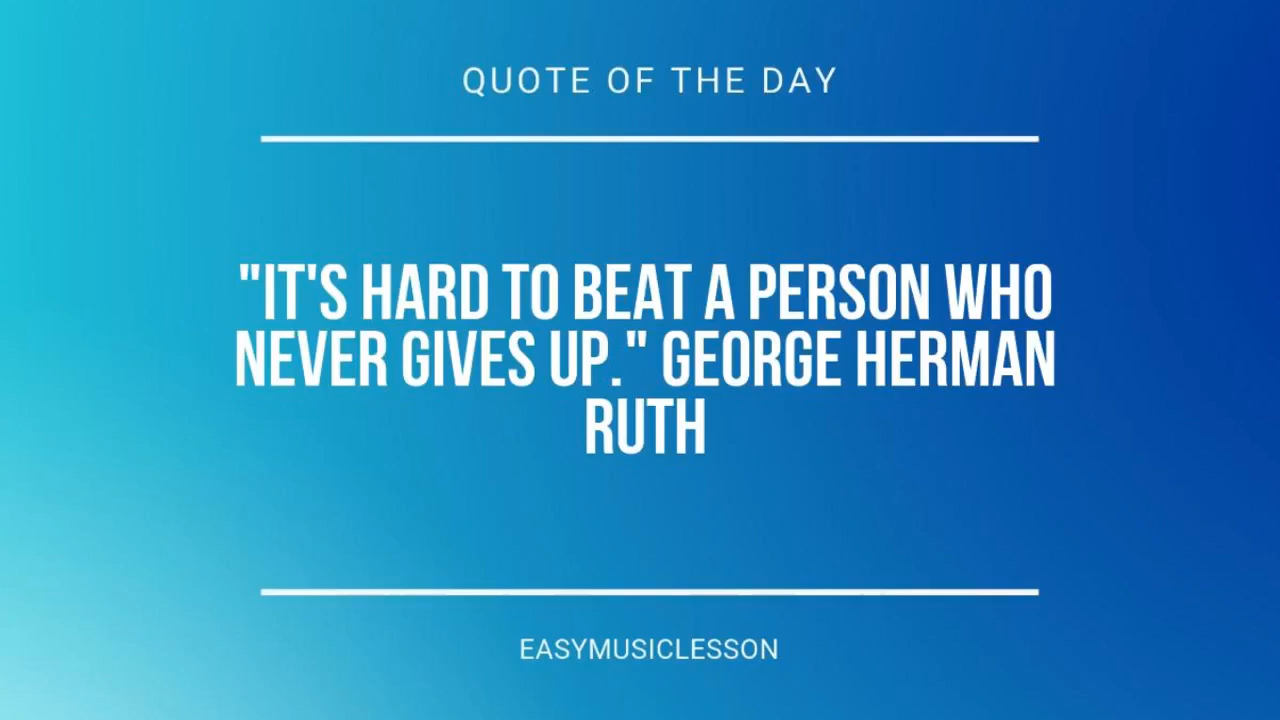 QUOTE OF THE DAY
"IT'S HARD TO BEAT A PERSON WHO
NEVER GIVES UP." GEORGE HERMAN
RUTH
EASYMUSICLESSON